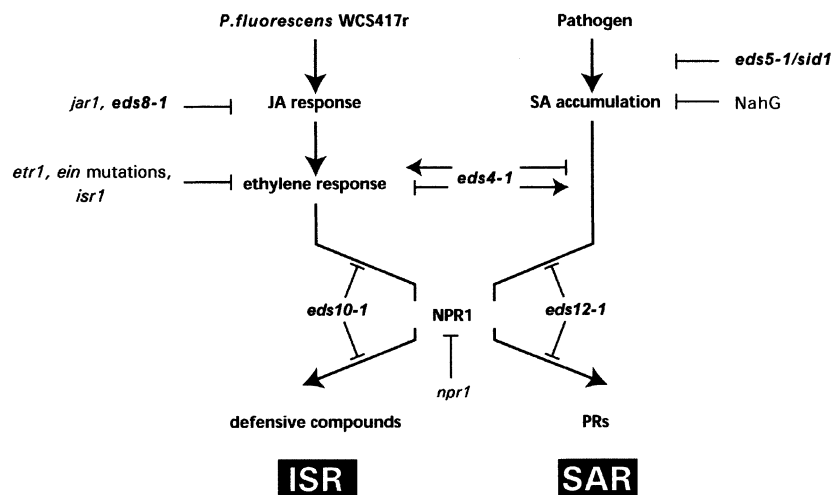 P.fluorescens WCS417r
Pathogen
eds5-1/sid1
jar1, eds8-1
JA response
SA accumulation
NahG
etr1, ein mutations,
isr1
ethylene response
eds4-1
eds10-1
NPR1
eds12-1
npr1
defensive compounds
PRs
ISR
SAR